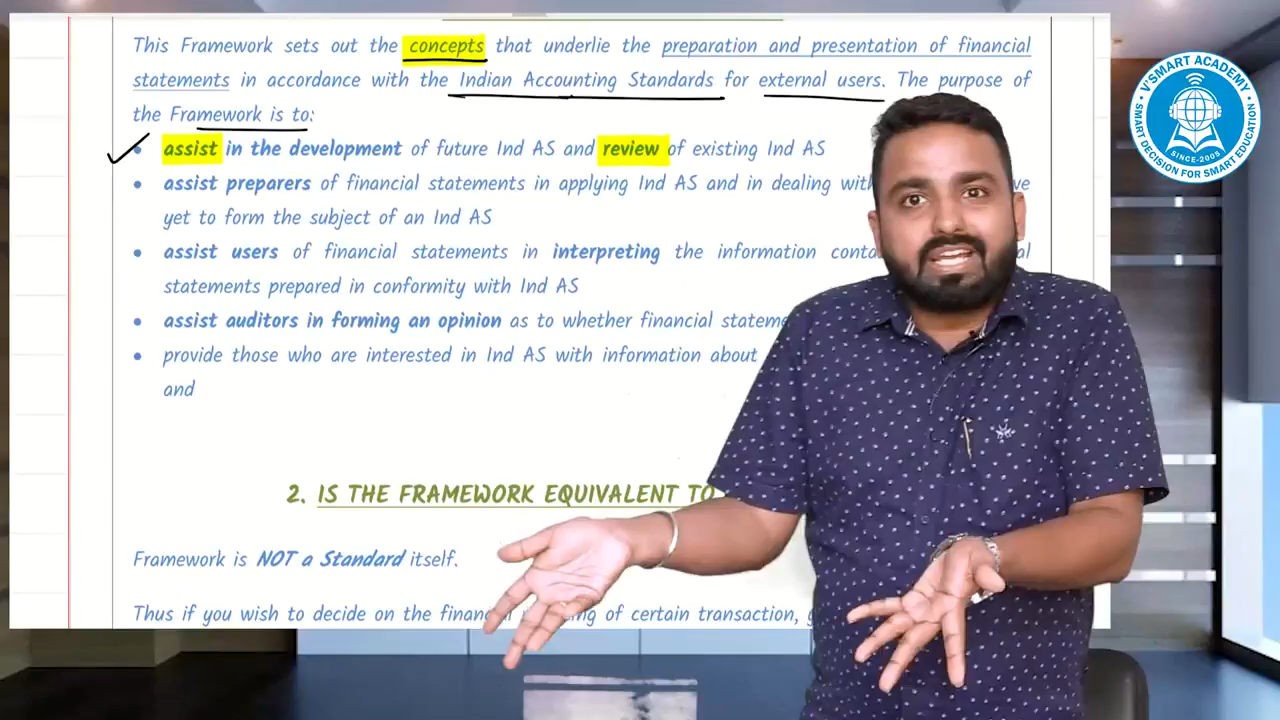 This Framework sets out the concepts that underlie the preparation and presentation of financial
statements in accordance with the Indian Accounting Standards for external users. The purpose of
the Framework is to:
• assist in the development of future Ind AS and review of existing Ind AS
• assist preparers of financial statements in applying Ind AS and in dealing with
yet to form the subject of an Ind AS
• assist users of financial statements in interpreting the information
statements prepared in conformity with Ind AS
• assist auditors in forming an opinion as to whether financial
• provide those who are interested in Ind AS with information about
and
2. IS THE FRAMEWORK EQUIVALENT TO
Framework is NOT a Standard itself.
Thus if you wish to decide on the of certain transaction,
V'SMART ACADEMY
SINCE-2006
SMART DECISION FOR SMART EDUCATION